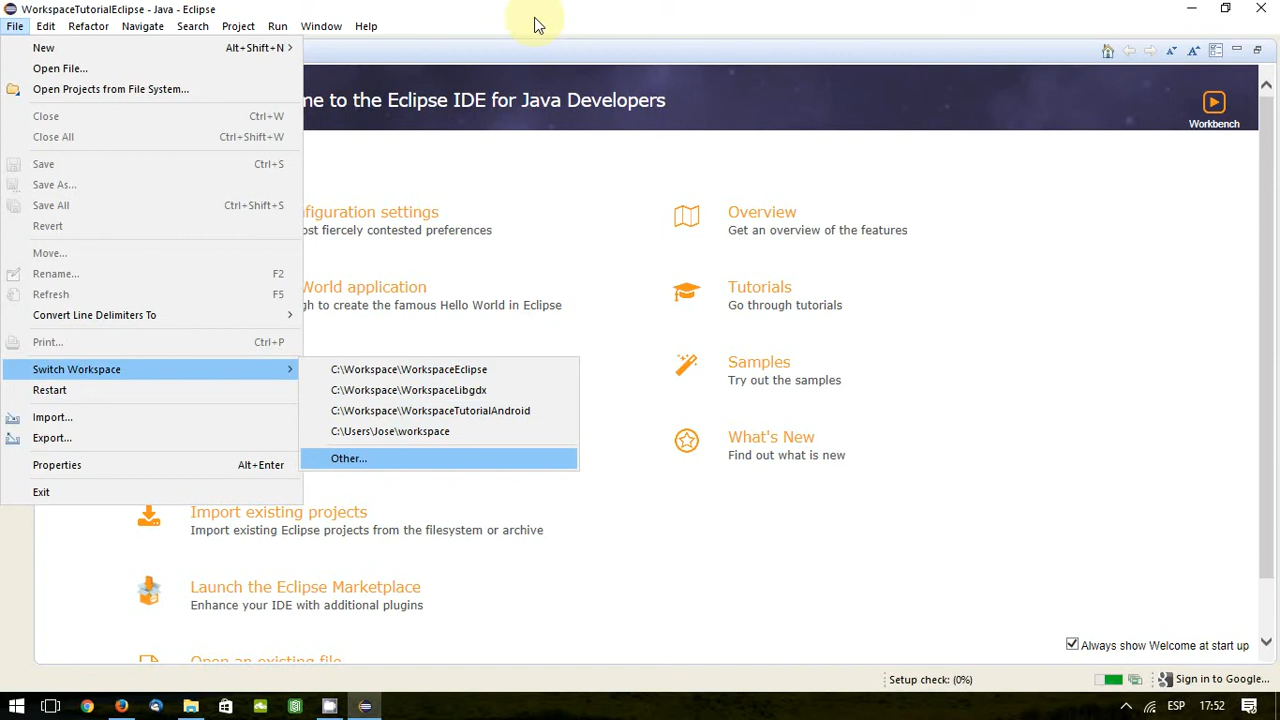 WorkspaceTutorialEclipse - Java - Eclipse
File Edit Refactor Navigate Search Project Run Window Help
New Alt+Shift+N
Open File...
Open Projects from File System...
Close Ctrl+W
Close All Ctrl+Shift+W
Save Ctrl+S
Save As...
Save All Ctrl+Shift+S
Revert
Move...
Rename... F2
Refresh F5
Convert Line Delimiters To
Print... Ctrl+P
Switch Workspace
Restart
Import...
Export...
Properties Alt+Enter
Exit
C:\Workspace\WorkspaceEclipse
C:\Workspace\WorkspaceLibgdx
C:\Workspace\WorkspaceTutorialAndroid
C:\Users\Jose\workspace
Other...
me to the Eclipse IDE for Java Developers
Workbench
figuration settings
ost fiercely contested preferences
World application
gh to create the famous Hello World in Eclipse
Import existing projects
Import existing Eclipse projects from the filesystem or archive
Launch the Eclipse Marketplace
Enhance your IDE with additional plugins
Open an existing file
Overview
Get an overview of the features
Tutorials
Go through tutorials
Samples
Try out the samples
What's New
Find out what is new
Always show Welcome at start up
Setup check: (0%)
Sign in to Google...
ESP 17:52